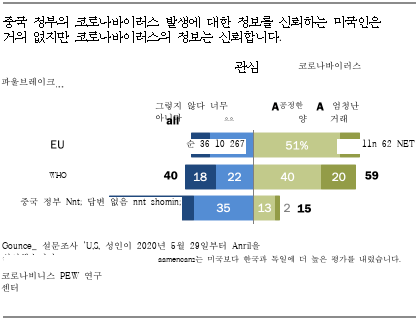 중국 정부의 코로나바이러스 발생에 대한 정보를 신뢰하는 미국인은
거의 없지만 코로나바이러스의 정보는 신뢰합니다.
관심 코로나바이러스
파울브레이크...
그렇지 않다 너무 A공정한 A 엄청난
all 양 거래
EU 순 36 10 267 51% 11n 62 NET
WHO 40 18 22 40 20 59
중국 정부 Nnt; 답변 없음 nnt shomin; 35 13 2 15
Gounce_ 설문조사 'U.S, 성인이 2020년 5월 29일부터 Anril을
aamencans는 미국보다 한국과 독일에 더 높은 평가를 내렸습니다.
코로나비니스 PEW 연구
센터